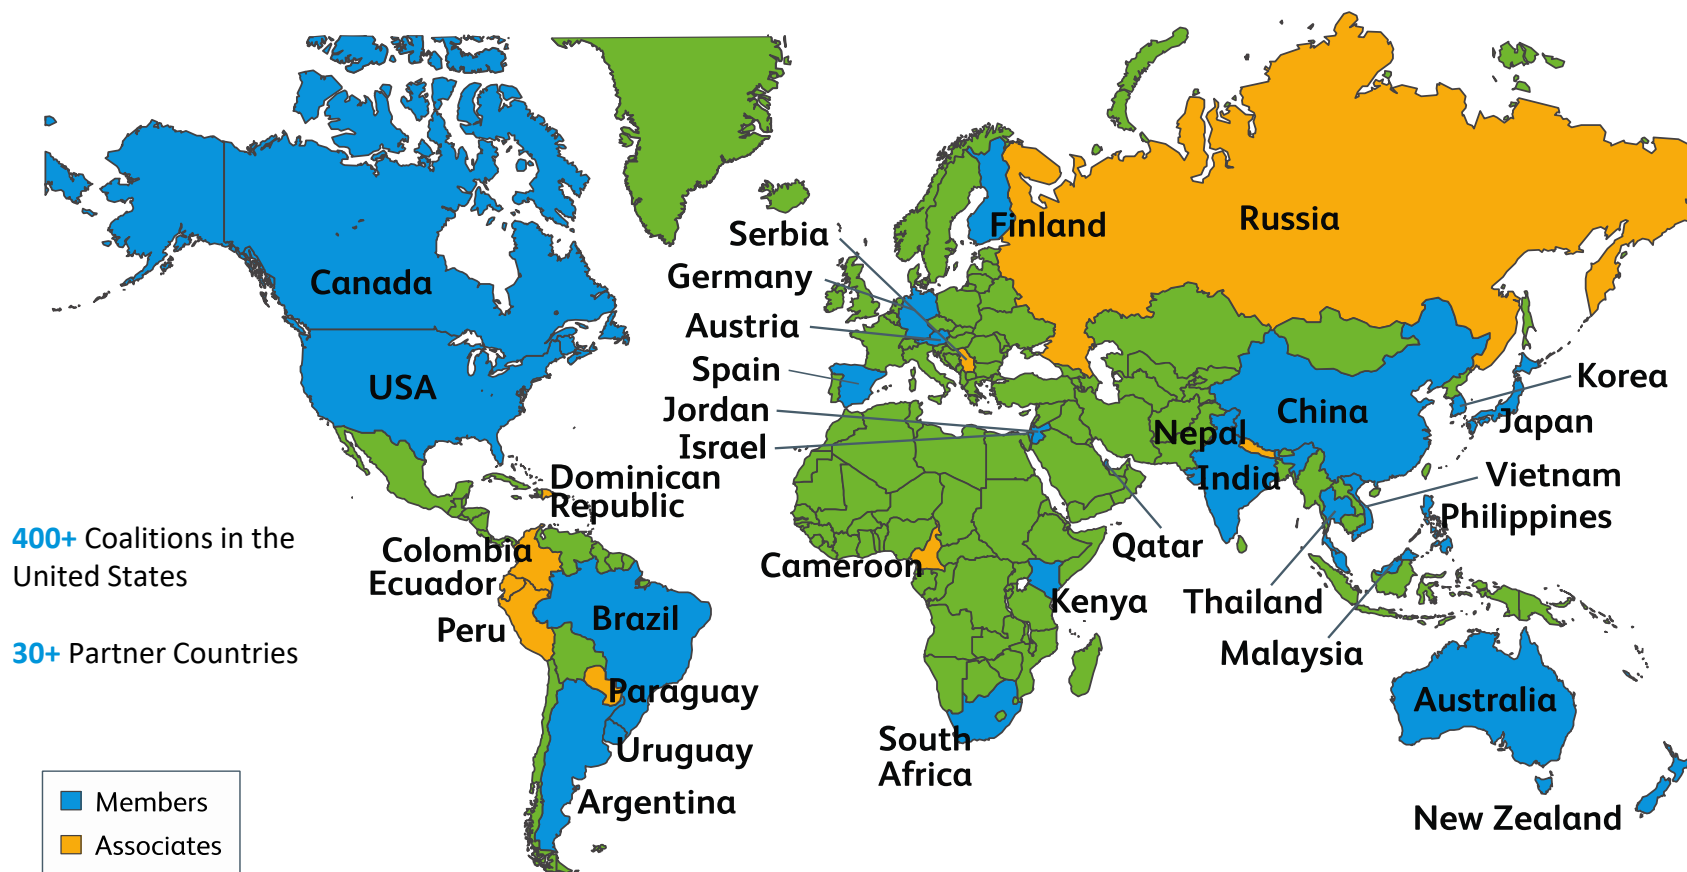 Canada
USA
Serbia
Germany
Austria
Spain
Jordan
Israel
Finland
Russia
Korea
Japan
China
Nepal
India
Vietnam
Philippines
Dominican
Republic
Colombia
Ecuador
Peru
Brazil
Paraguay
Uruguay
Argentina
Cameroon
Qatar
Kenya
Thailand
Malaysia
South
Africa
Australia
New Zealand
400+ Coalitions in the
United States
30+ Partner Countries
Members
Associates